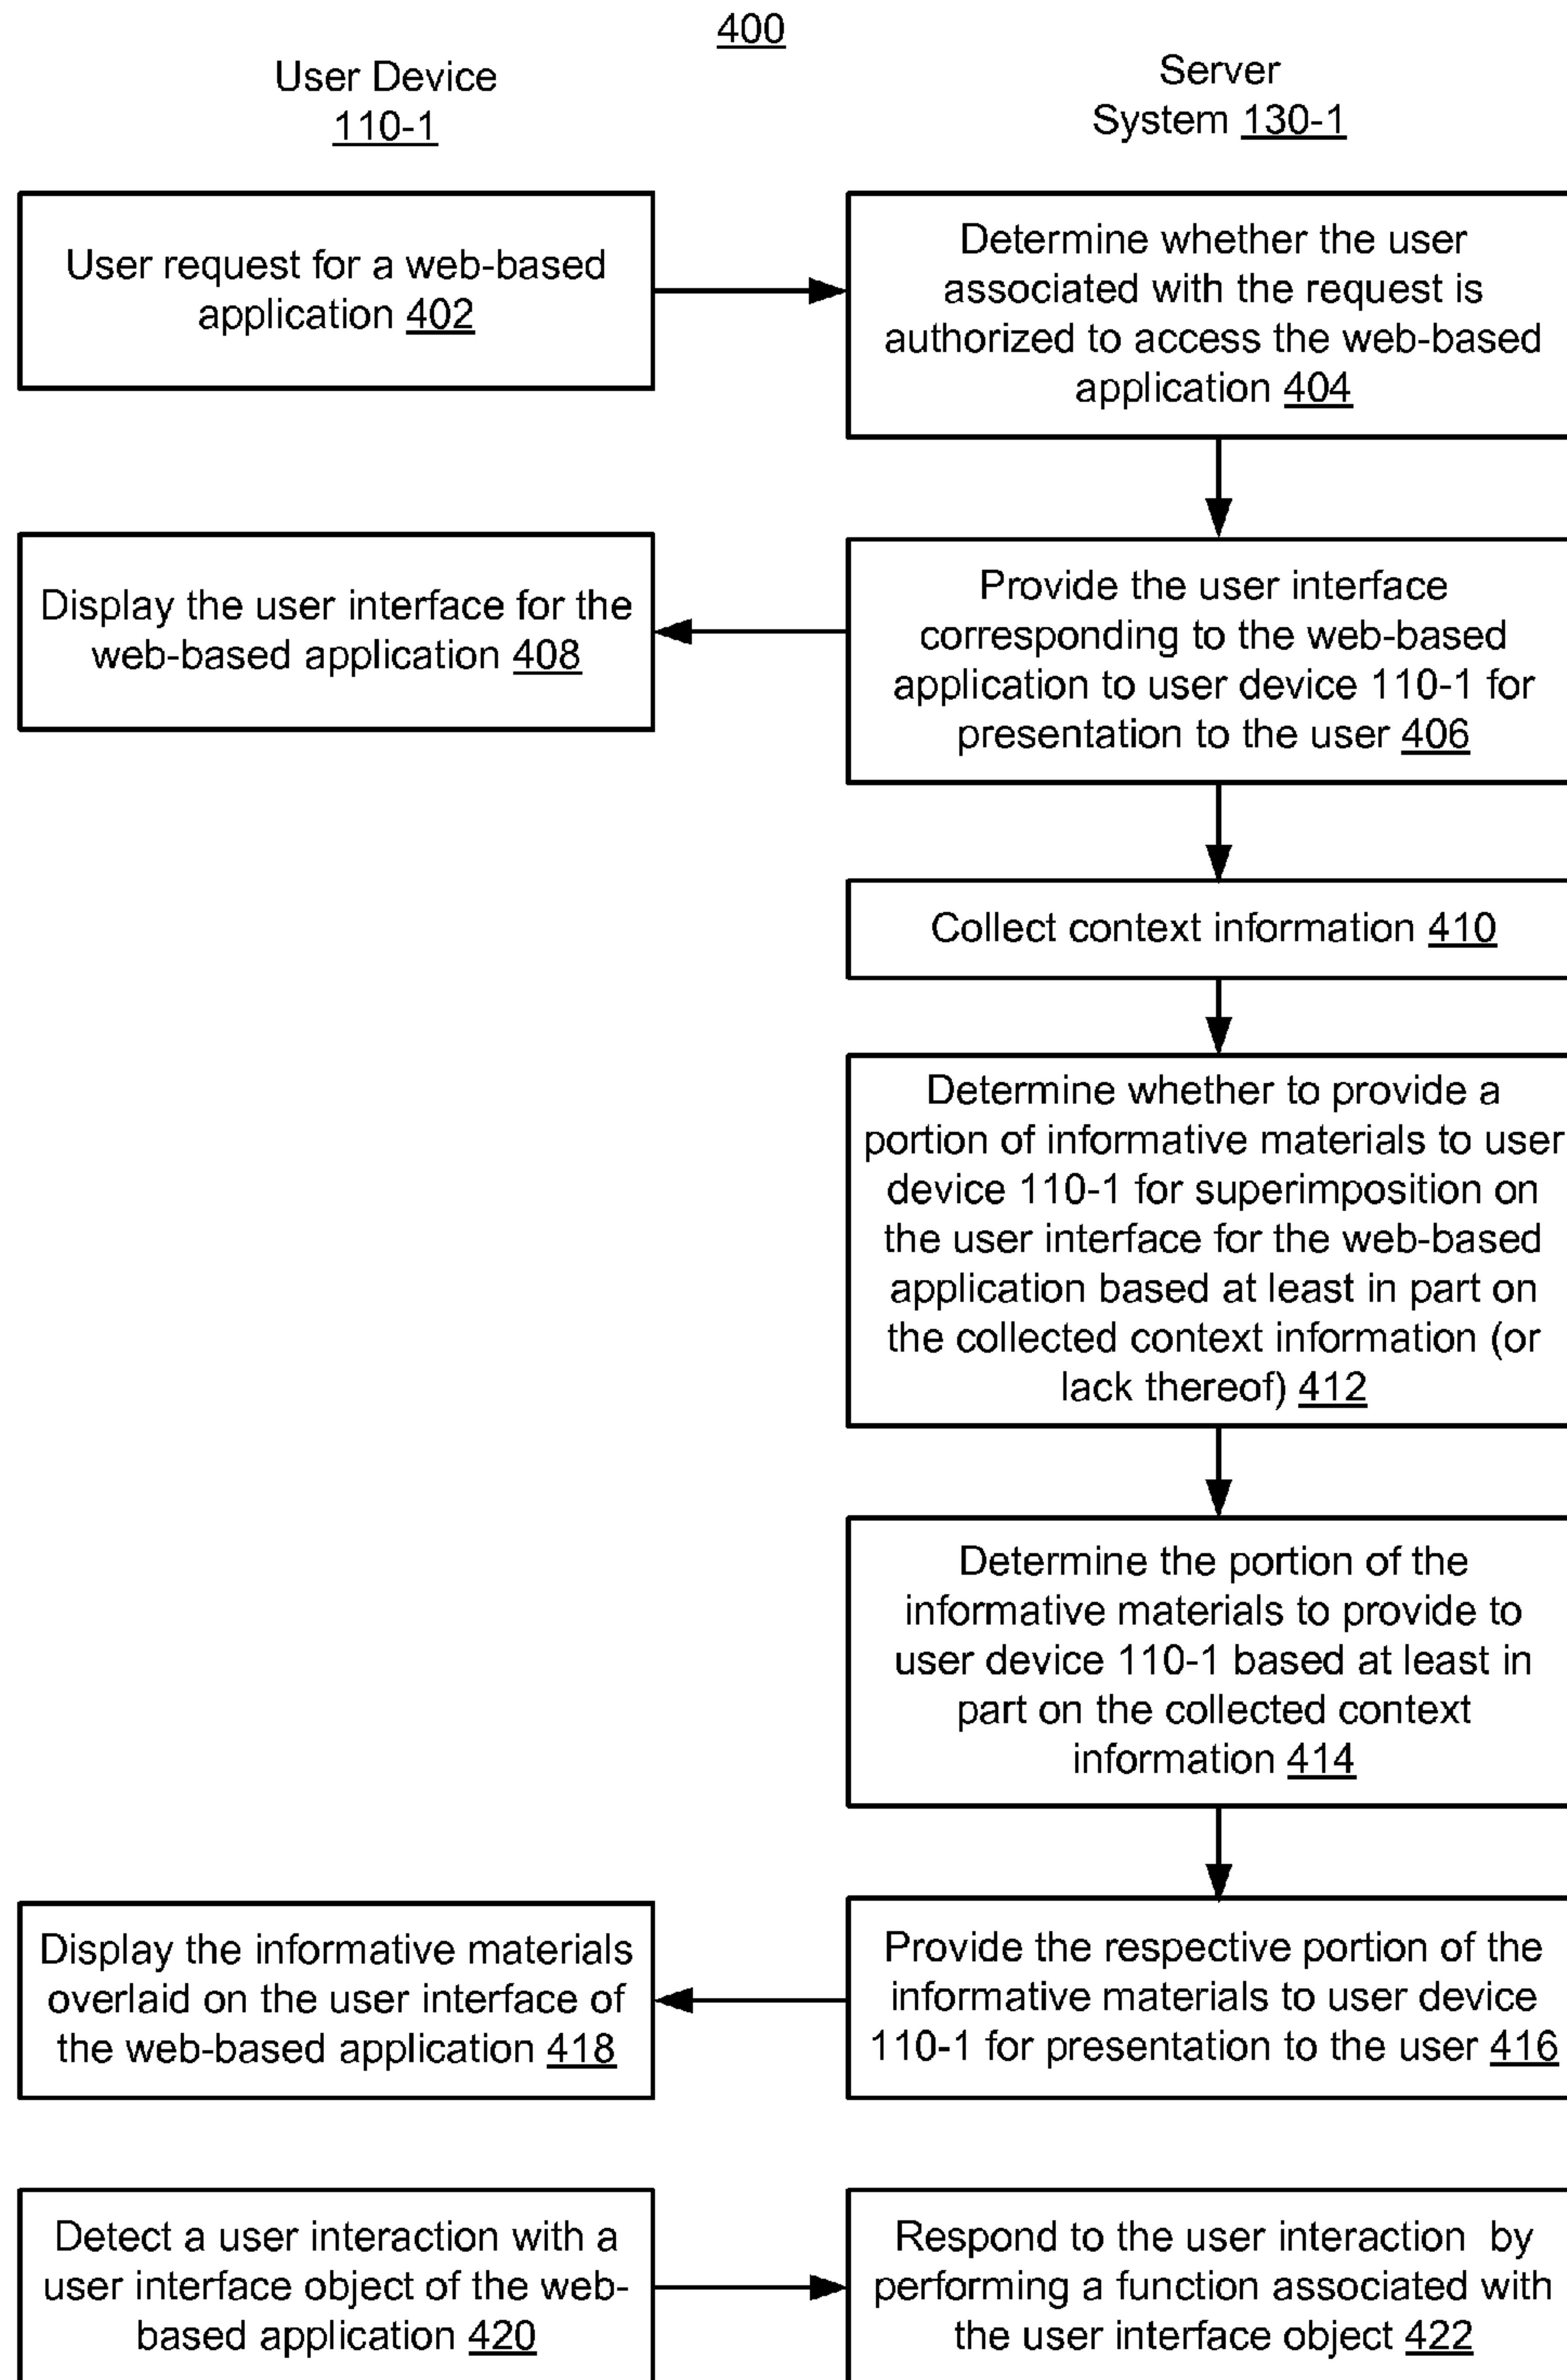 400
User Device
110-1
Server
System 130-1
User request for a web-based
application 402
Determine whether the user
associated with the request is
authorized to access the web-based
application 404
Display the user interface for the
web-based application 408
Provide the user interface
corresponding to the web-based
application to user device 110-1 for
presentation to the user 406
Collect context information 410
Determine whether to provide a
portion of informative materials to user
device 110-1 for superimposition on
the user interface for the web-based
application based at least in part on
the collected context information (or
lack thereof) 412
Determine the portion of the
informative materials to provide to
user device 110-1 based at least in
part on the collected context
information 414
Display the informative materials
overlaid on the user interface of
the web-based application 418
Provide the respective portion of the
informative materials to user device
110-1 for presentation to the user 416
Detect a user interaction with a
user interface object of the web-
based application 420
Respond to the user interaction by
performing a function associated with
the user interface object 422